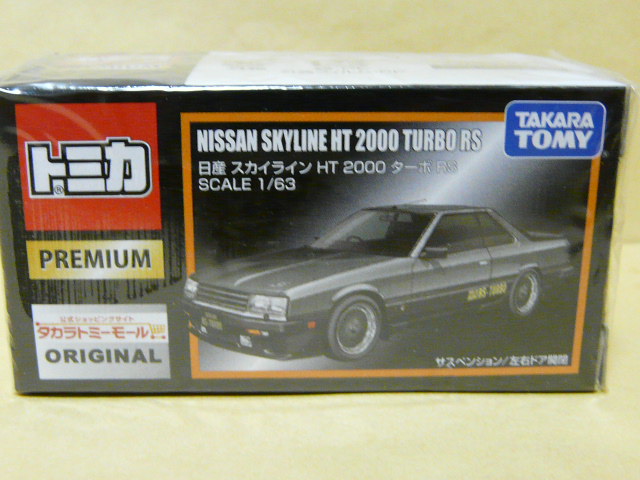 トミカ
®
PREMIUM
公式ショッピングサイト
タカラトミーモール
ORIGINAL
NISSAN SKYLINE HT 2000 TURBO RS
日産 スカイライン HT 2000 ターボ RS
SCALE 1/63
TAKARA
TOMY
RS-TURBO
サスペンション/左右ドア開閉